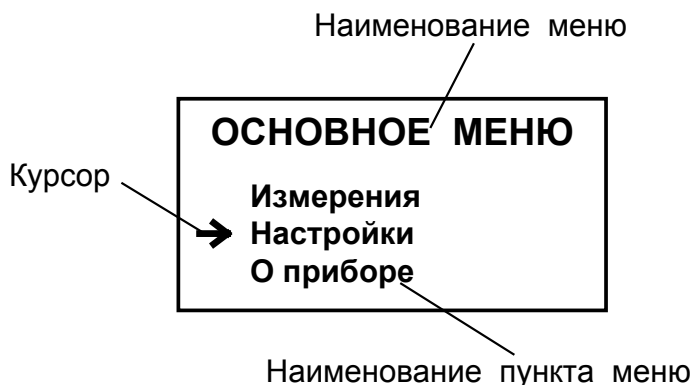 Наименование меню
ОСНОВНОЕ МЕНЮ
Курсор
Измерения
Настройки
О приборе
Наименование пункта меню